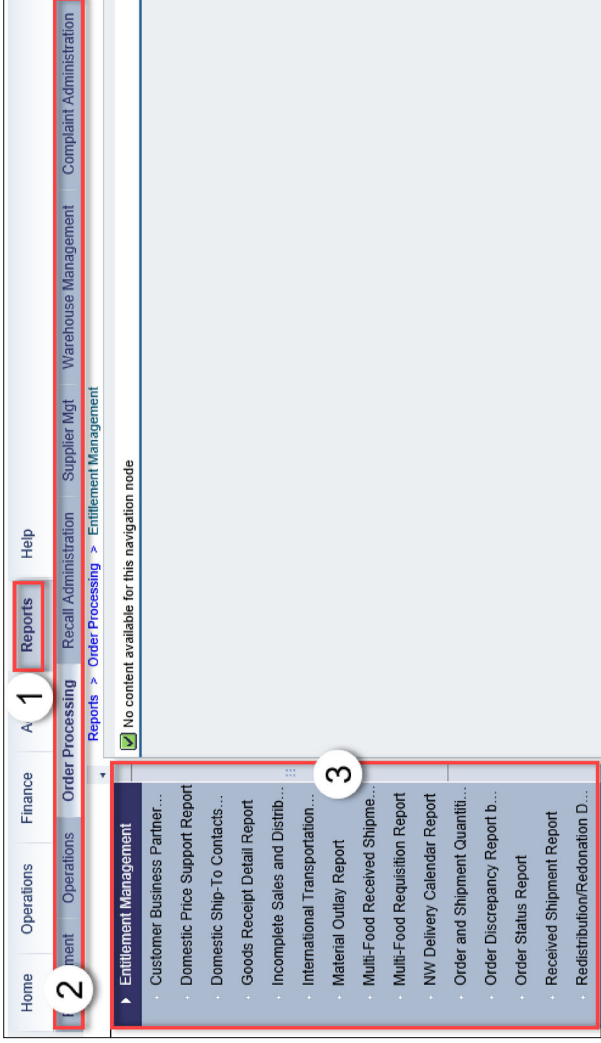 Home Operations Finance Reports Help
1
Operations Order Processing Recall Administration Supplier Mgt Warehouse Management Complaint Administration
2
Reports > Order Processing > Entitlement Management
Entitlement Management
No content available for this navigation node
Customer Business Partner...
Domestic Price Support Report
Domestic Ship-To Contacts...
Goods Receipt Detail Report
Incomplete Sales and Distrib...
International Transportation...
3
Material Outlay Report
Multi-Food Received Shipme...
Multi-Food Requisition Report
NW Delivery Calendar Report
Order and Shipment Quantiti...
Order Discrepancy Report b...
Order Status Report
Received Shipment Report
Redistribution/Redonation D...